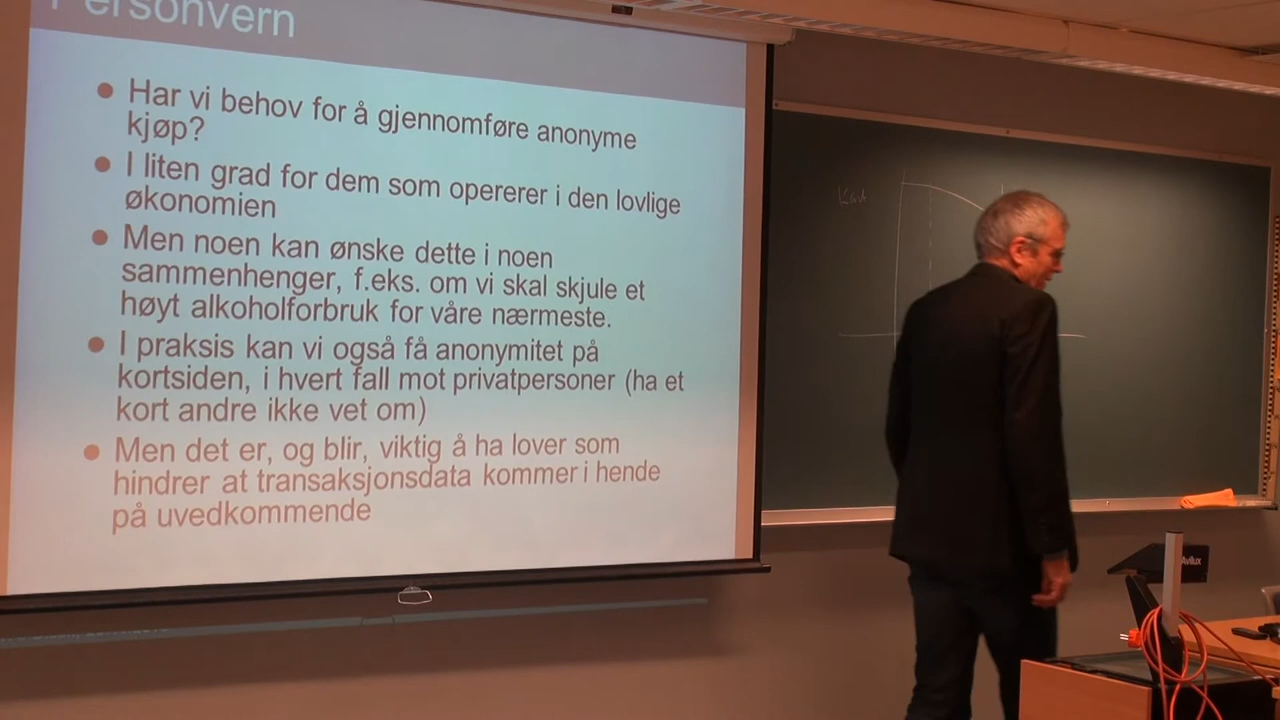 Personvern
• Har vi behov for å gjennomføre anonyme
kjøp?
• I liten grad for dem som opererer i den lovlige
økonomien
• Men noen kan ønske dette i noen
sammenhenger, f.eks. om vi skal skjule et
høyt alkoholforbruk for våre nærmeste.
• I praksis kan vi også få anonymitet på
kortsiden, i hvert fall mot privatpersoner (ha et
kort andre ikke vet om)
• Men det er, og blir, viktig å ha lover som
hindrer at transaksjonsdata kommer i hende
på uvedkommende
Avilux